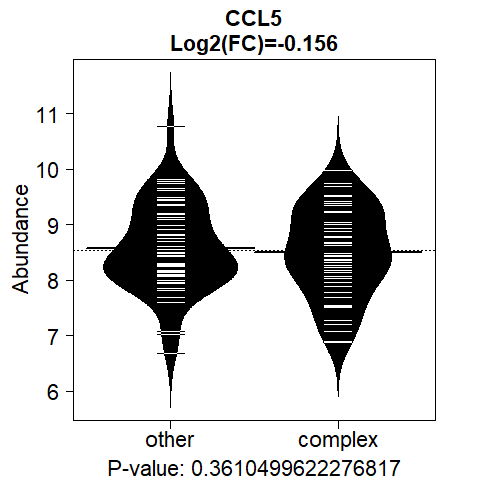 CCL5
Log2(FC)=-0.156
Abundance
11
10
9
8
7
6
other complex
P-value: 0.3610499622276817